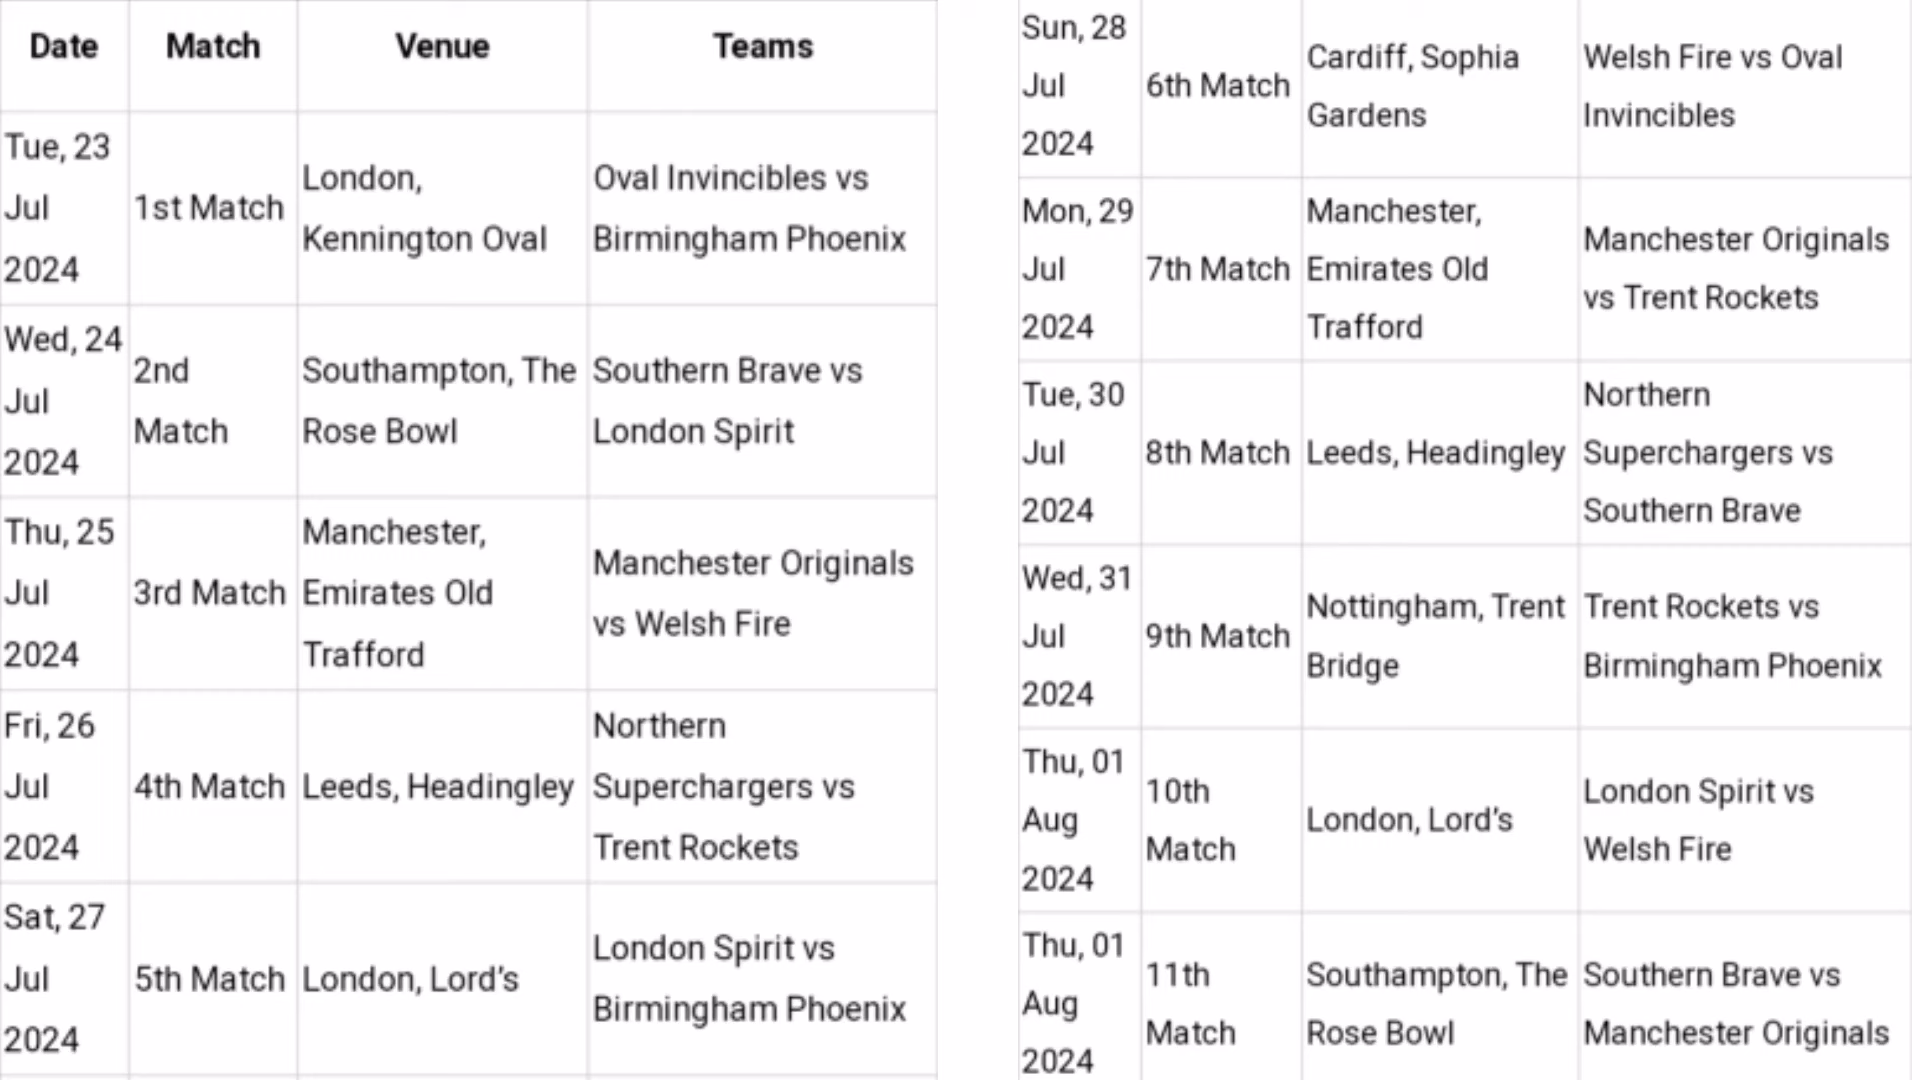 Date Match Venue Teams
Tue, 23
Jul
2024
1st Match
London,
Kennington Oval
Oval Invincibles vs
Birmingham Phoenix
Wed, 24
Jul
2024
2nd
Match
Southampton, The
Rose Bowl
Southern Brave vs
London Spirit
Thu, 25
Jul
2024
3rd Match
Manchester,
Emirates Old
Trafford
Manchester Originals
vs Welsh Fire
Fri, 26
Jul
2024
4th Match
Leeds, Headingley
Northern
Superchargers vs
Trent Rockets
Sat, 27
Jul
2024
5th Match
London, Lord’s
London Spirit vs
Birmingham Phoenix
Sun, 28
Jul
2024
6th Match
Cardiff, Sophia
Gardens
Welsh Fire vs Oval
Invincibles
Mon, 29
Jul
2024
7th Match
Manchester,
Emirates Old
Trafford
Manchester Originals
vs Trent Rockets
Tue, 30
Jul
2024
8th Match
Leeds, Headingley
Northern
Superchargers vs
Southern Brave
Wed, 31
Jul
2024
9th Match
Nottingham, Trent
Bridge
Trent Rockets vs
Birmingham Phoenix
Thu, 01
Aug
2024
10th
Match
London, Lord’s
London Spirit vs
Welsh Fire
Thu, 01
Aug
2024
11th
Match
Southampton, The
Rose Bowl
Southern Brave vs
Manchester Originals